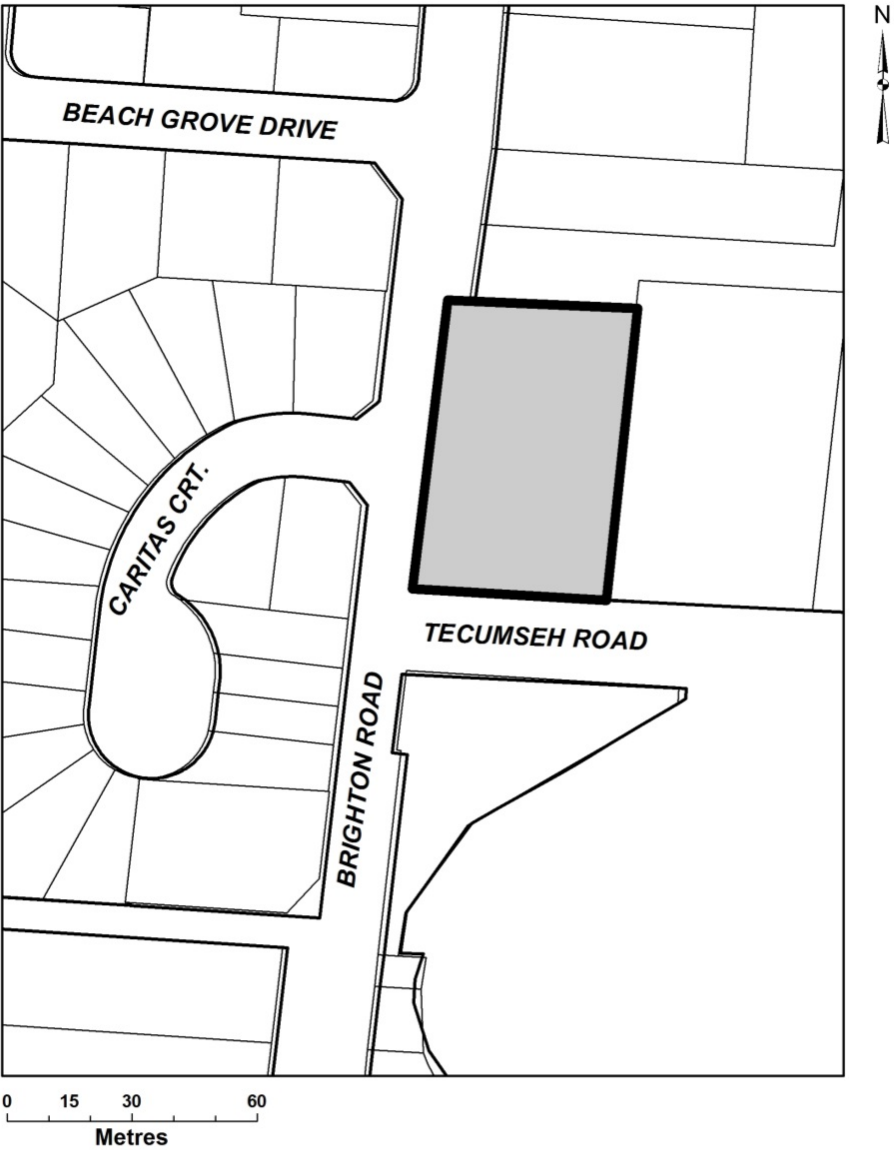 N
BEACH GROVE DRIVE
CARITAS CRT.
TECUMSEH ROAD
BRIGHTON ROAD
0 15 30 60
Metres